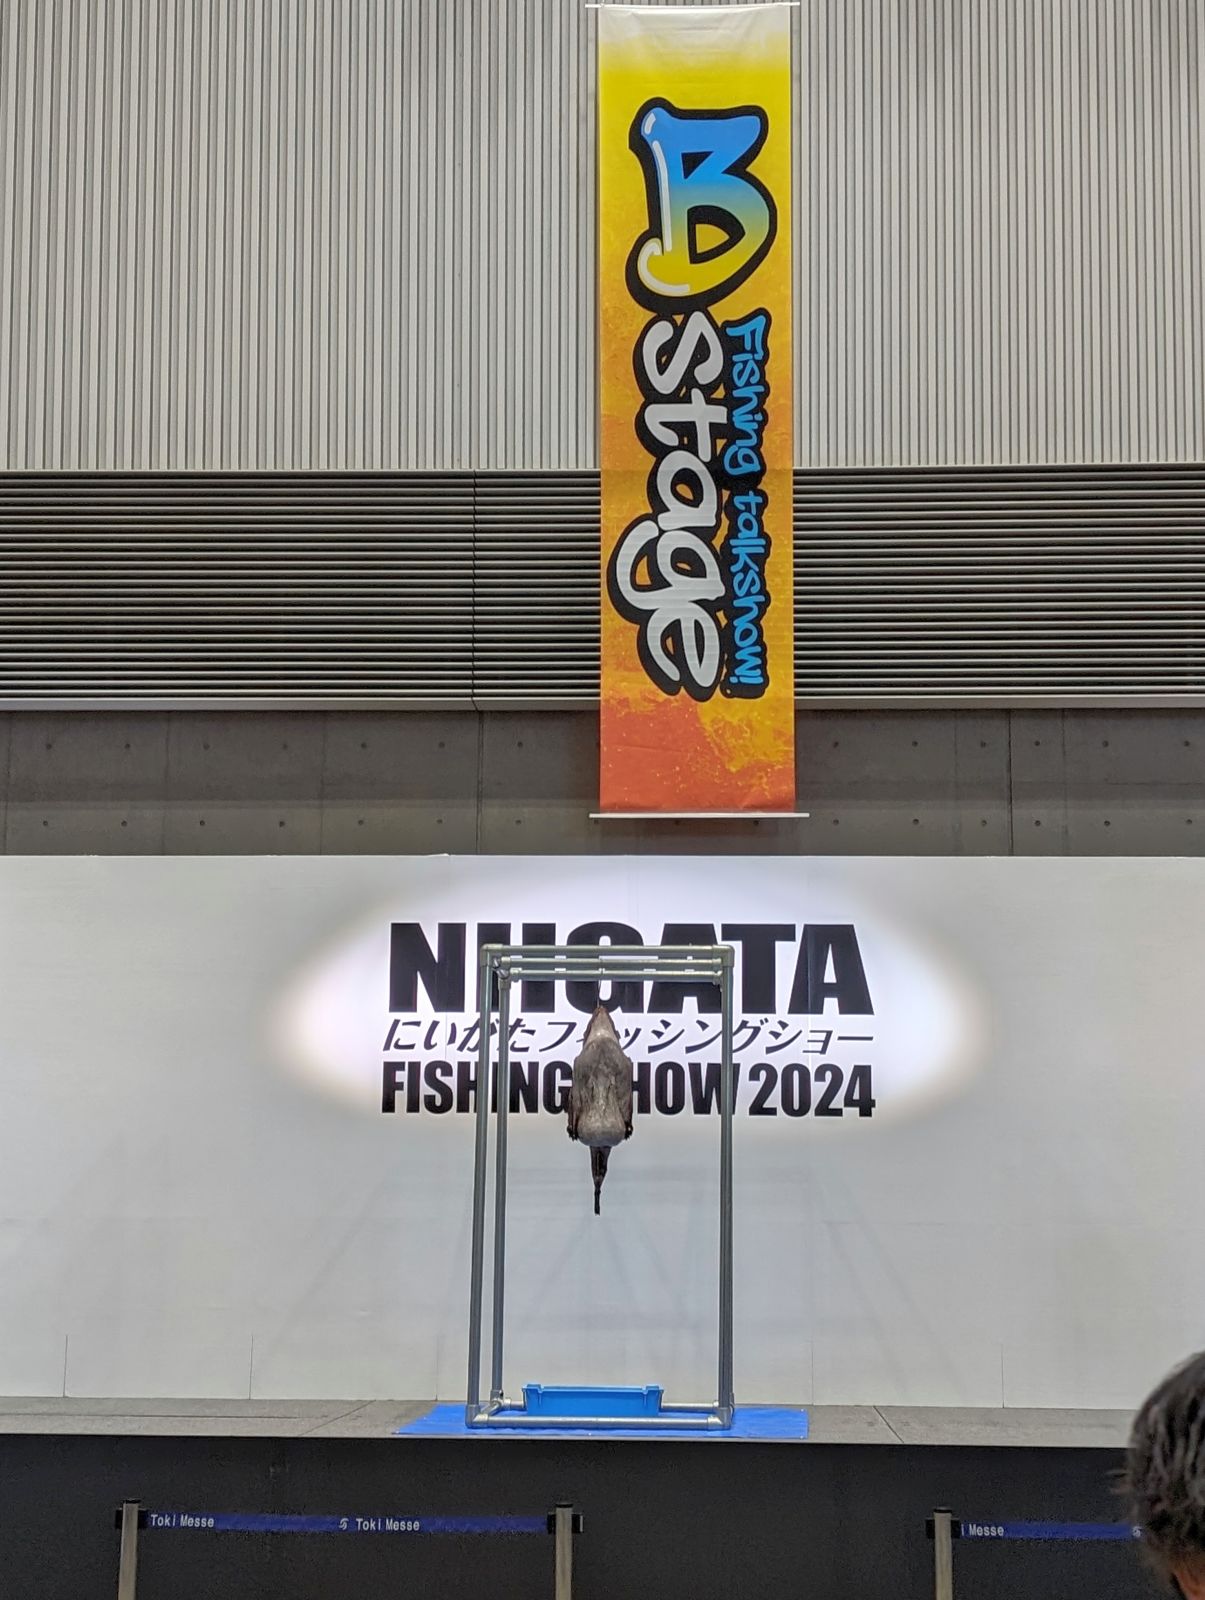 B stage
Fishing talkshow!
NIIGATA
にいがたフィッシングショー
FISHING SHOW 2024
Toki Messe
Toki Messe
i Messe